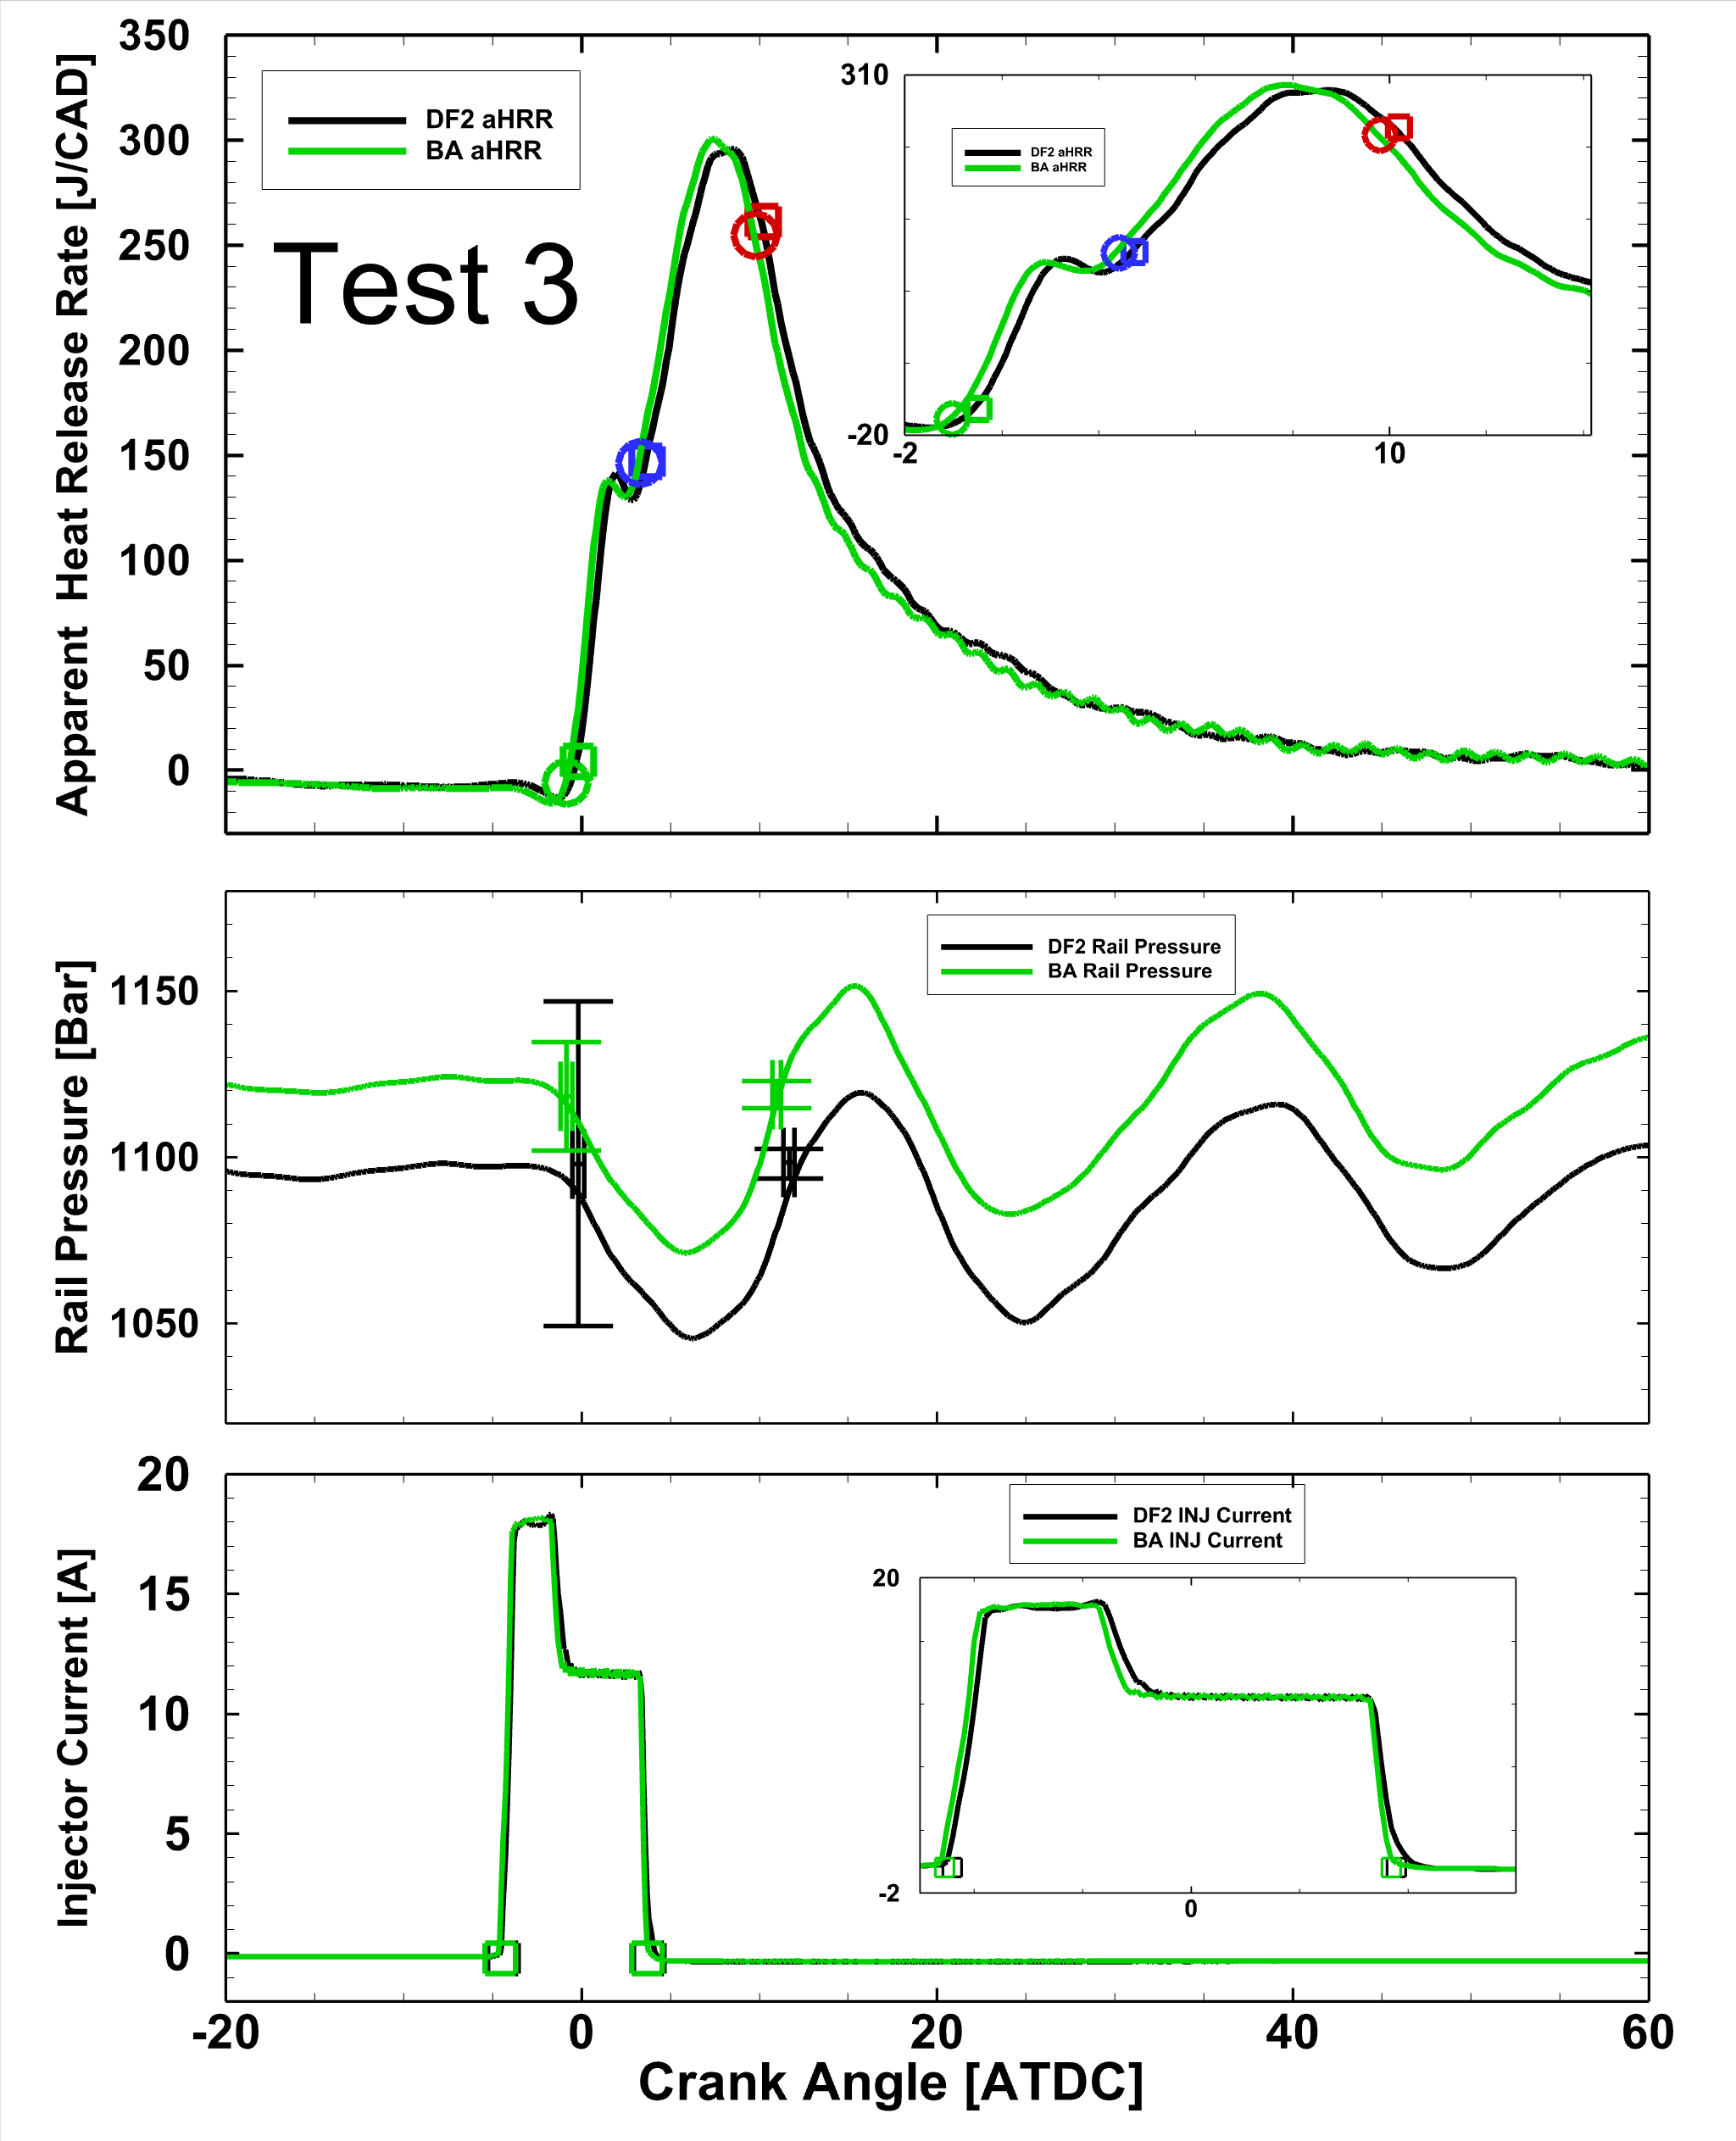 350
300
250
200
150
100
50
0
Apparent Heat Release Rate [J/CAD]
DF2 aHRR
BA aHRR
Test 3
310
-20
-2
10
DF2 aHRR
BA aHRR
1150
1100
1050
Rail Pressure [Bar]
DF2 Rail Pressure
BA Rail Pressure
20
15
10
5
0
Injector Current [A]
DF2 INJ Current
BA INJ Current
20
-2
0
-20
0
20
40
60
Crank Angle [ATDC]